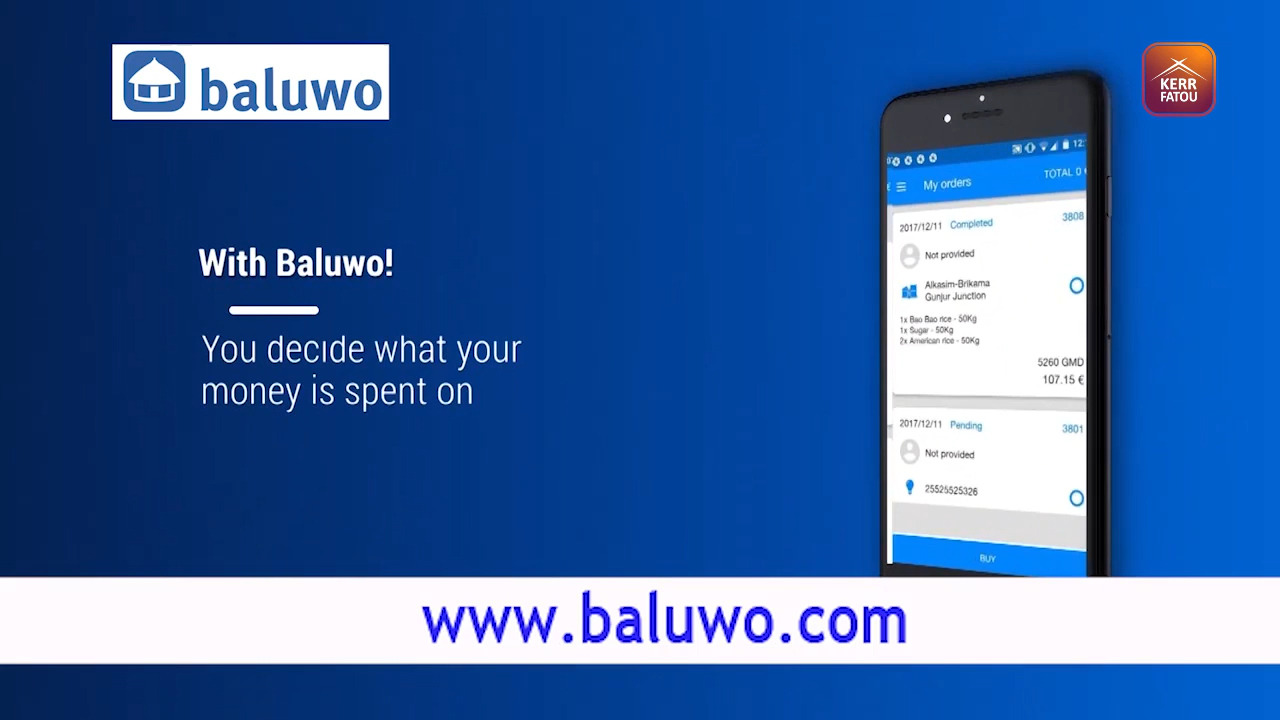 baluwo
KERR
FATOU
With Baluwo!
You decide what your
money is spent on
12:
My orders
TOTAL 0
2017/12/11 Completed 3808
Not provided
Alkasim-Brikama
Gunjur Junction
1x Bao Bao rice - 50Kg
1x Sugar - 50Kg
2x American rice - 50Kg
5260 GMD
107.15 €
2017/12/11 Pending 3801
Not provided
25525525326
BUY
www.baluwo.com